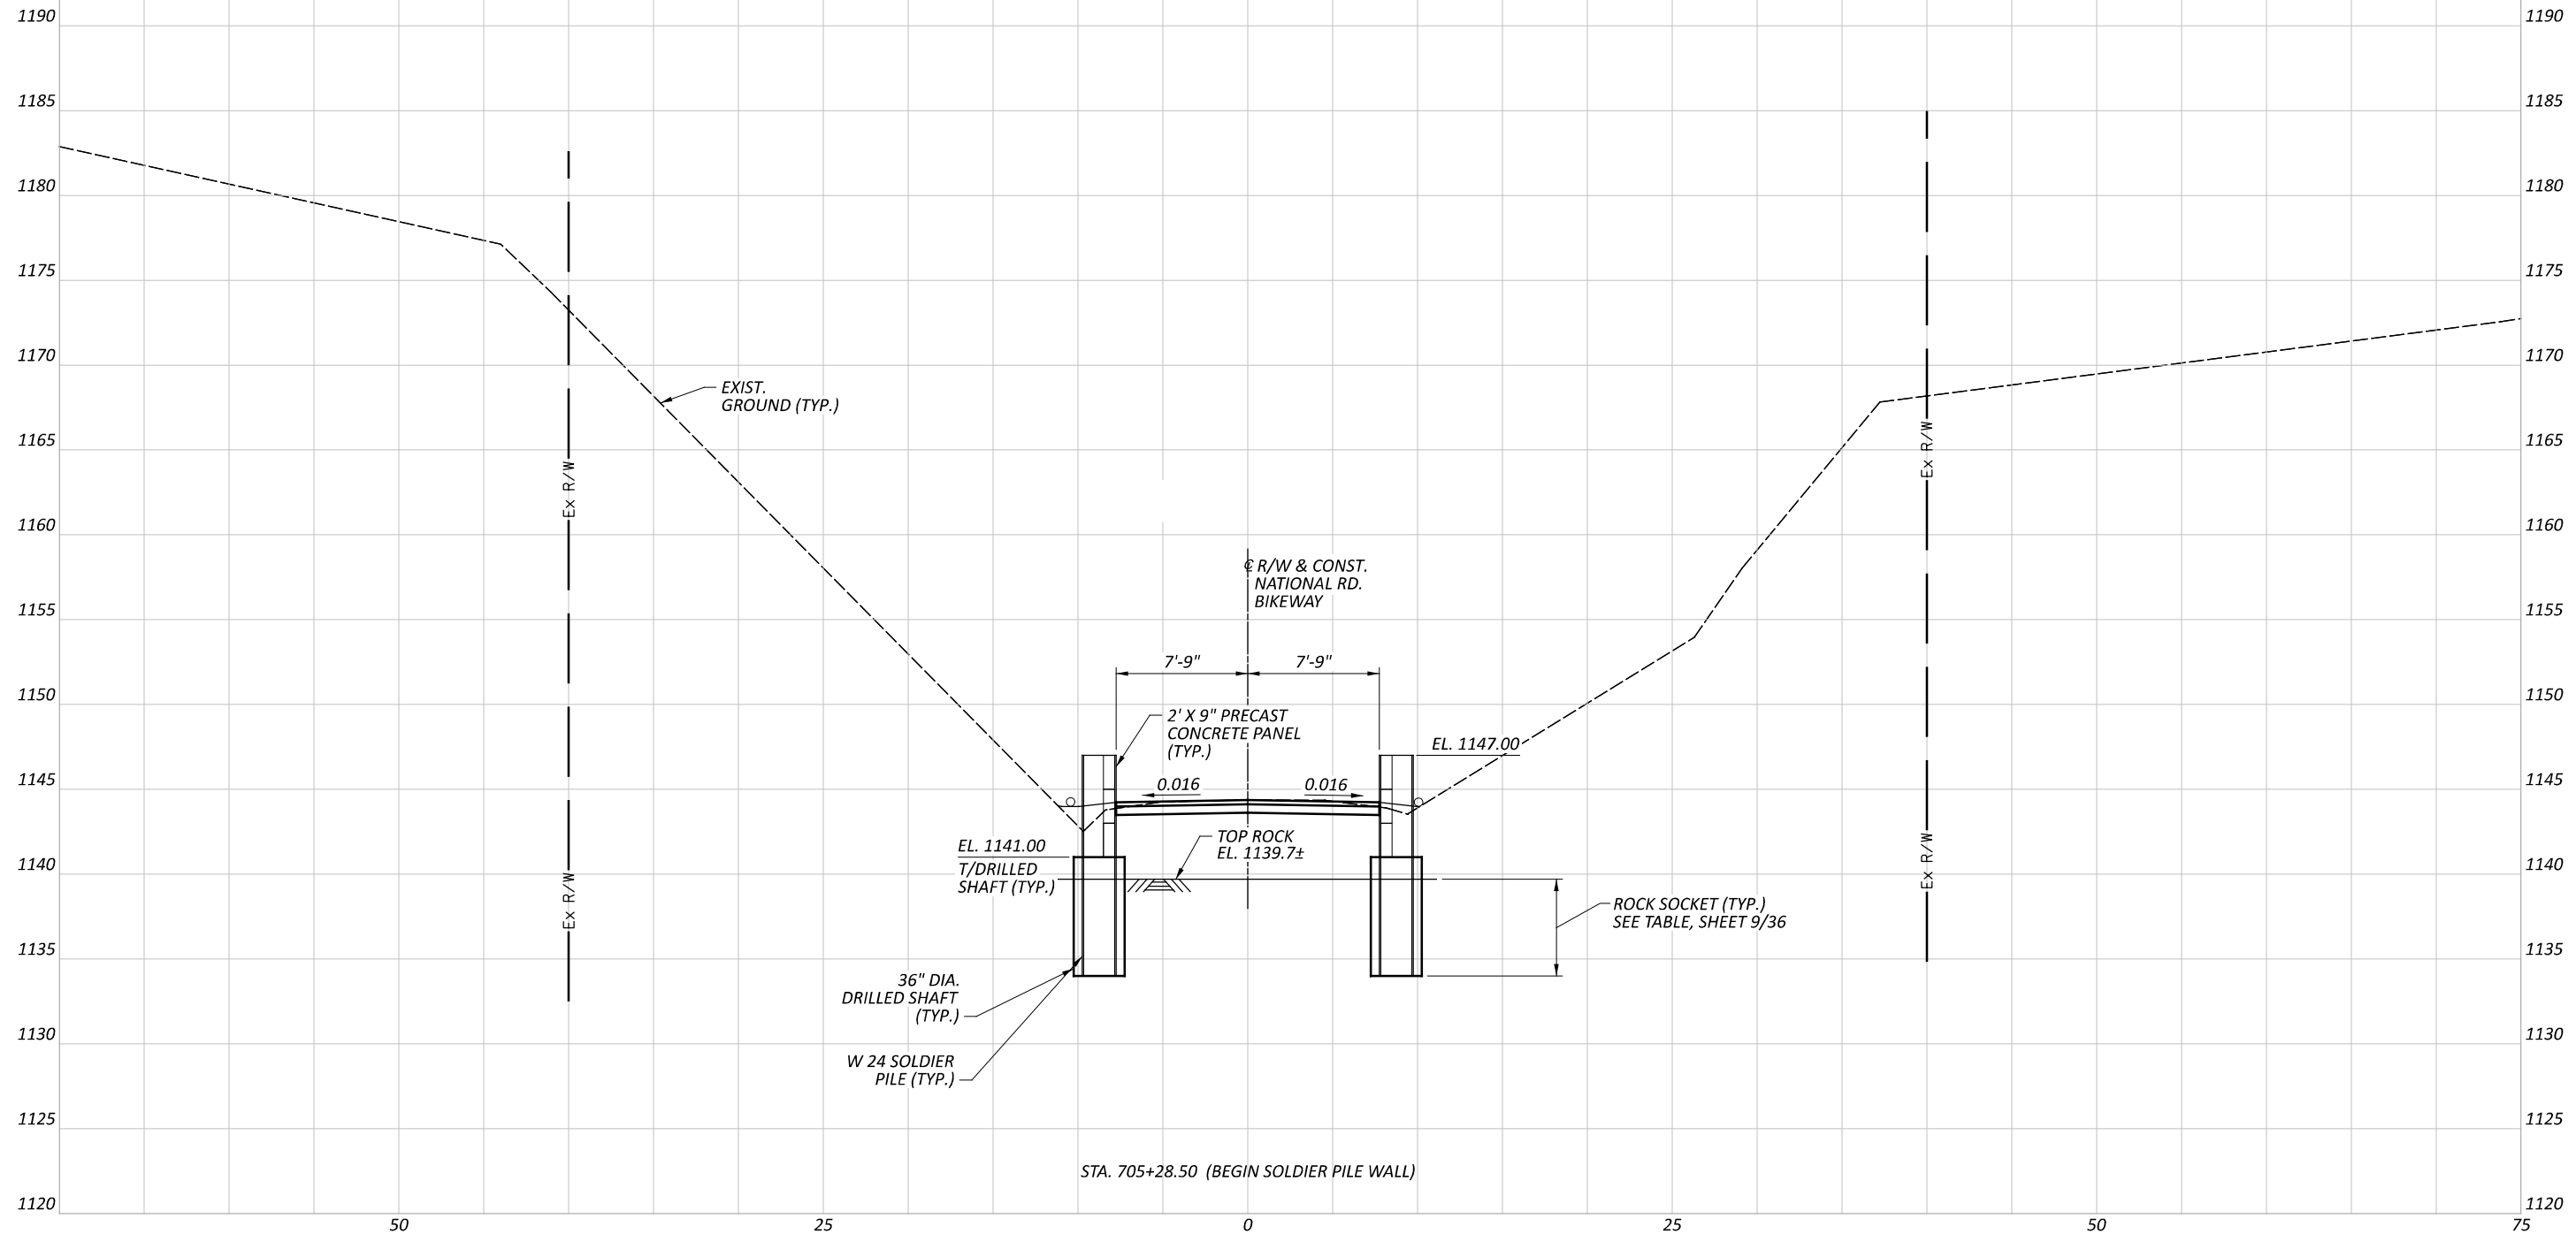 1190 1190
1185 1185
1180 1180
1175 1175
1170 1170
EXIST.
GROUND (TYP.)
1165 1165
Ex R/W Ex R/W
1160 1160
℄ R/W & CONST.
NATIONAL RD.
BIKEWAY
1155 1155
7'-9" 7'-9"
1150 1150
2' X 9" PRECAST
CONCRETE PANEL
(TYP.)
EL. 1147.00
1145 1145
0.016 0.016
TOP ROCK
EL. 1139.7±
EL. 1141.00
T/DRILLED
SHAFT (TYP.)
1140 1140
Ex R/W Ex R/W
ROCK SOCKET (TYP.)
SEE TABLE, SHEET 9/36
1135 1135
36" DIA.
DRILLED SHAFT
(TYP.)
1130 1130
W 24 SOLDIER
PILE (TYP.)
1125 1125
STA. 705+28.50 (BEGIN SOLDIER PILE WALL)
1120 1120
50 25 0 25 50 75